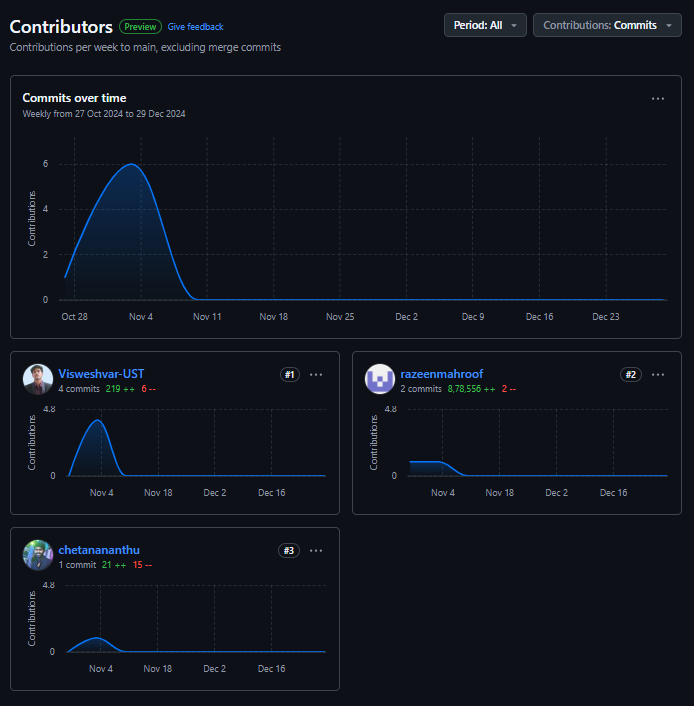 Contributors Preview Give feedback
Period: All
Contributions: Commits
Contributions per week to main, excluding merge commits
Commits over time
Weekly from 27 Oct 2024 to 29 Dec 2024
Contributions
6
4
2
0
Oct 28 Nov 4 Nov 11 Nov 18 Nov 25 Dec 2 Dec 9 Dec 16 Dec 23
Visweshvar-UST
#1
4 commits 219 ++ 6 --
Contributions
4.8
0
Nov 4 Nov 18 Dec 2 Dec 16
razeenmahroof
#2
2 commits 8,78,556 ++ 2 --
Contributions
4.8
0
Nov 4 Nov 18 Dec 2 Dec 16
chetanananthu
#3
1 commit 21 ++ 15 --
Contributions
4.8
0
Nov 4 Nov 18 Dec 2 Dec 16